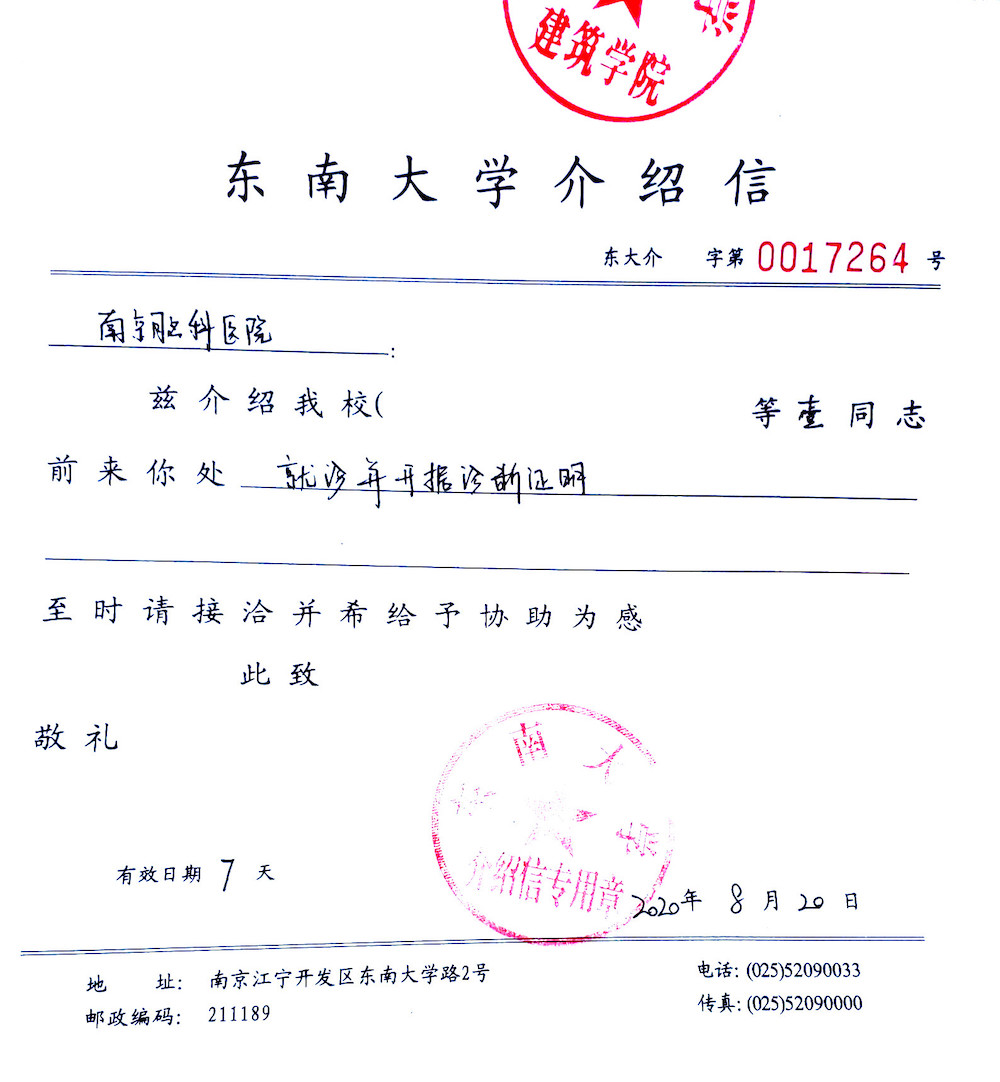 学
建筑学院
东南大学介绍信
东大介 字第 0017264 号
南京脑科医院:
兹介绍我校( 等壹同志
前来你处 就诊并开据诊断证明
至时请接洽并希给予协助为感
此致
敬礼
东南大学
介绍信专用章
有效日期 7 天
2020年 8 月 20 日
地 址: 南京江宁开发区东南大学路2号
电话: (025)52090033
邮政编码: 211189
传真: (025)52090000